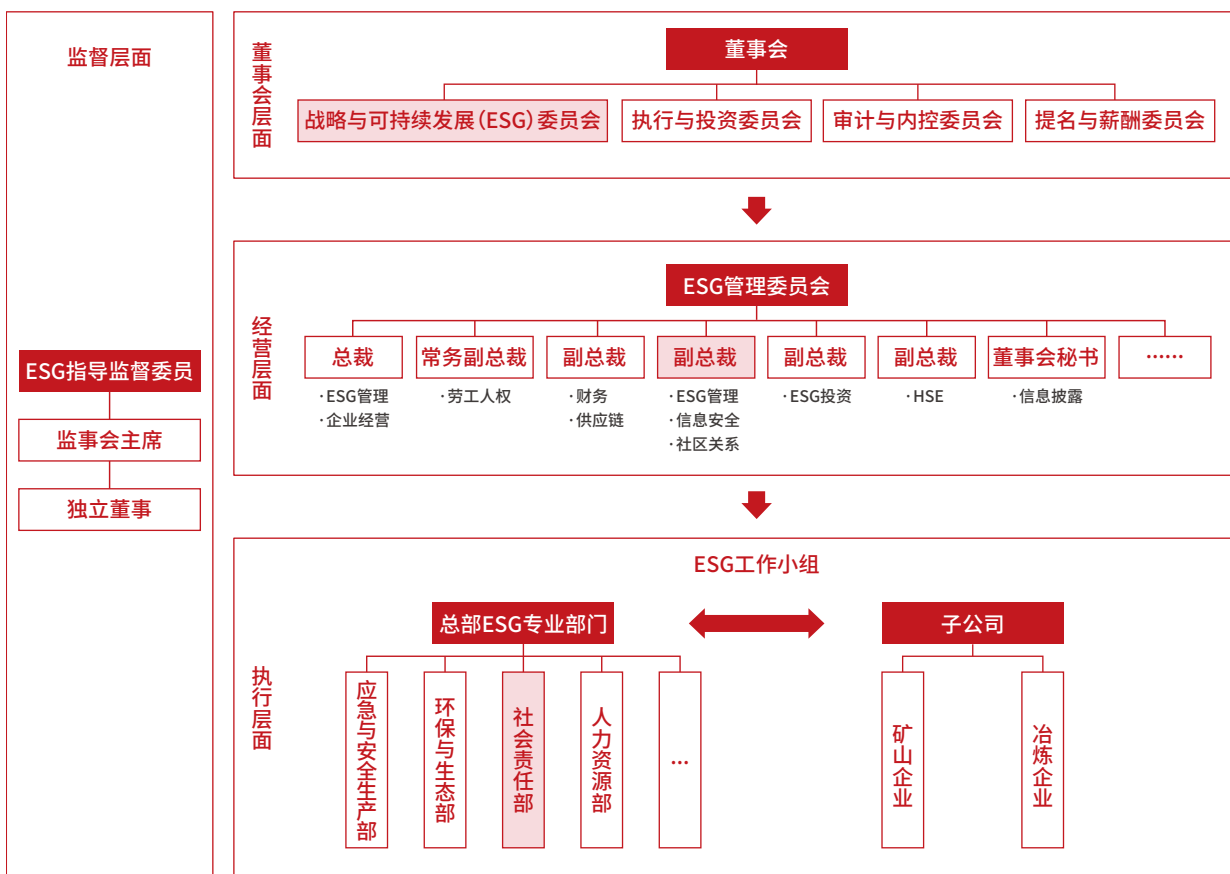 监督层面
ESG指导监督委员
监事会主席
独立董事
董事会层面
董事会
战略与可持续发展（ESG）委员会
执行与投资委员会
审计与内控委员会
提名与薪酬委员会
经营层面
ESG管理委员会
总裁
·ESG管理
·企业经营
常务副总裁
·劳工人权
副总裁
·财务
·供应链
副总裁
·ESG管理
·信息安全
·社区关系
副总裁
·ESG投资
副总裁
·HSE
董事会秘书
·信息披露
……
执行层面
ESG工作小组
总部ESG专业部门
应急与安全生产部
环保与生态部
社会责任部
人力资源部
…
子公司
矿山企业
冶炼企业